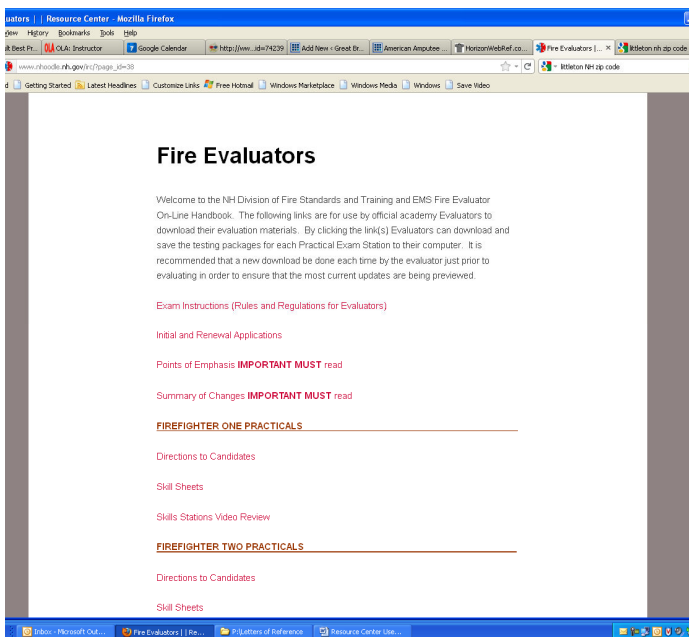 uators | | Resource Center - Mozilla Firefox
View History Bookmarks Tools Help
lt Best Pr... OLA: Instructor Google Calendar http://ww..id=74239 Add New ‹ Great Br... American Amputee ... HorizonWebRef.co... Fire Evaluators | ... littleton nh zip code
www.nhoodle.nh.gov/irc/?page_id=38 littleton NH zip code
d Getting Started Latest Headlines Customize Links Free Hotmail Windows Marketplace Windows Media Windows Save Video
Fire Evaluators
Welcome to the NH Division of Fire Standards and Training and EMS Fire Evaluator
On-Line Handbook. The following links are for use by official academy Evaluators to
download their evaluation materials. By clicking the link(s) Evaluators can download and
save the testing packages for each Practical Exam Station to their computer. It is
recommended that a new download be done each time by the evaluator just prior to
evaluating in order to ensure that the most current updates are being previewed.
Exam Instructions (Rules and Regulations for Evaluators)
Initial and Renewal Applications
Points of Emphasis IMPORTANT MUST read
Summary of Changes IMPORTANT MUST read
FIREFIGHTER ONE PRACTICALS
Directions to Candidates
Skill Sheets
Skills Stations Video Review
FIREFIGHTER TWO PRACTICALS
Directions to Candidates
Skill Sheets
Inbox - Microsoft Out... Fire Evaluators | | Re... P:\Letters of Reference Resource Center Use...